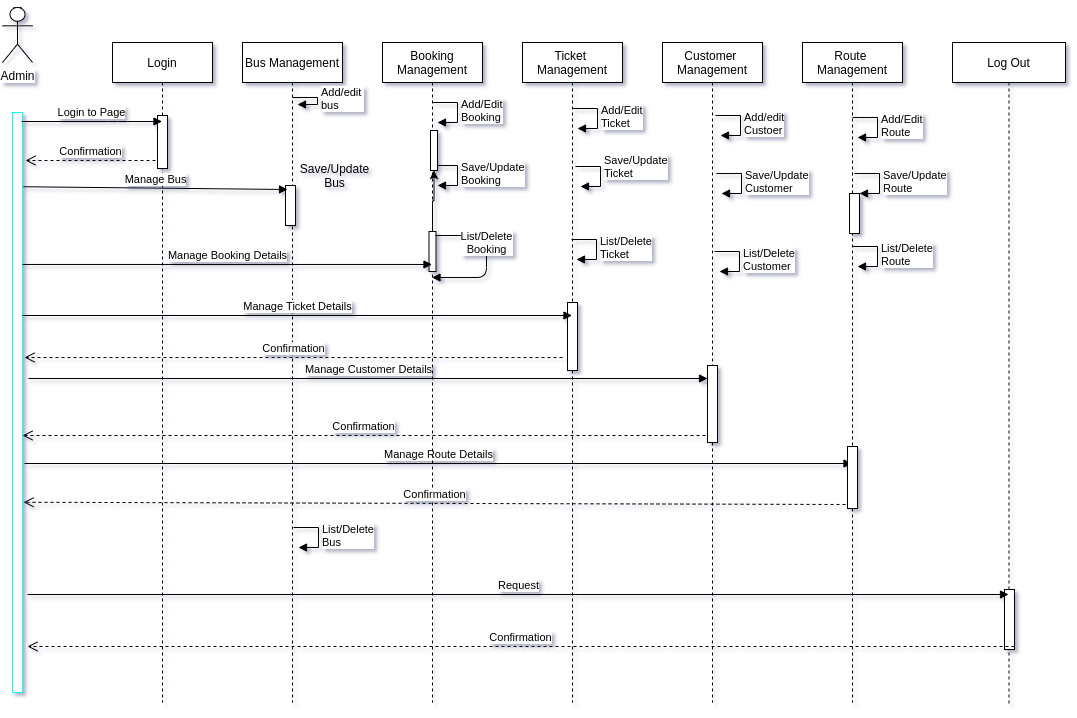 Admin
Login
Bus Management
Booking
Management
Ticket
Management
Customer
Management
Route
Management
Log Out
Add/edit
bus
Add/Edit
Booking
Add/Edit
Ticket
Add/edit
Custoer
Add/Edit
Route
Login to Page
Confirmation
Save/Update
Bus
Save/Update
Booking
Save/Update
Ticket
Save/Update
Customer
Save/Update
Route
Manage Bus
List/Delete
Booking
List/Delete
Ticket
List/Delete
Customer
List/Delete
Route
Manage Booking Details
Manage Ticket Details
Confirmation
Manage Customer Details
Confirmation
Manage Route Details
Confirmation
List/Delete
Bus
Request
Confirmation